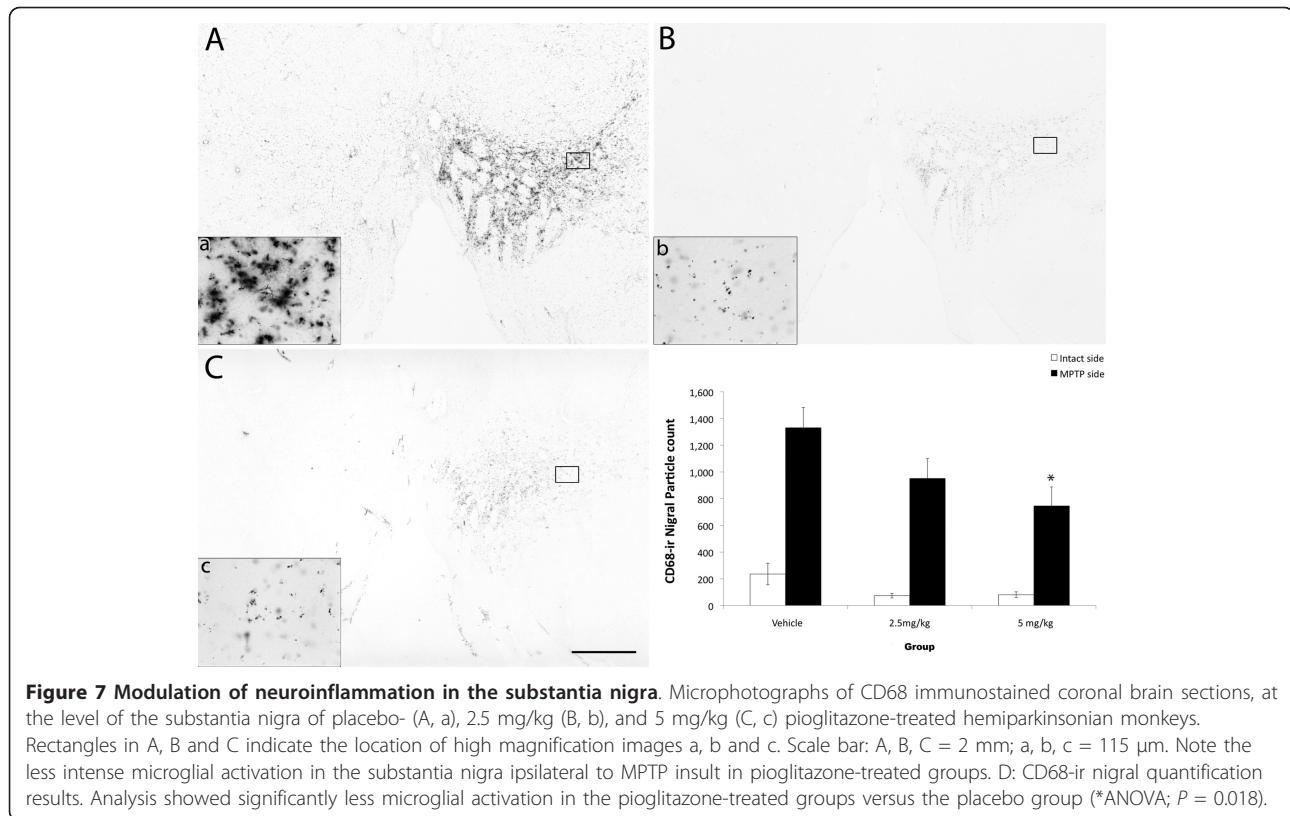 A
B
a
b
C
c
Intact side
MPTP side
1,600
1,400
1,200
1,000
800
600
400
200
0
CD68-ir Nigral Particle count
*
Vehicle
2.5mg/kg
5 mg/kg
Group
Figure 7 Modulation of neuroinflammation in the substantia nigra. Microphotographs of CD68 immunostained coronal brain sections, at
the level of the substantia nigra of placebo- (A, a), 2.5 mg/kg (B, b), and 5 mg/kg (C, c) pioglitazone-treated hemiparkinsonian monkeys.
Rectangles in A, B and C indicate the location of high magnification images a, b and c. Scale bar: A, B, C = 2 mm; a, b, c = 115 μm. Note the
less intense microglial activation in the substantia nigra ipsilateral to MPTP insult in pioglitazone-treated groups. D: CD68-ir nigral quantification
results. Analysis showed significantly less microglial activation in the pioglitazone-treated groups versus the placebo group (*ANOVA; P = 0.018).